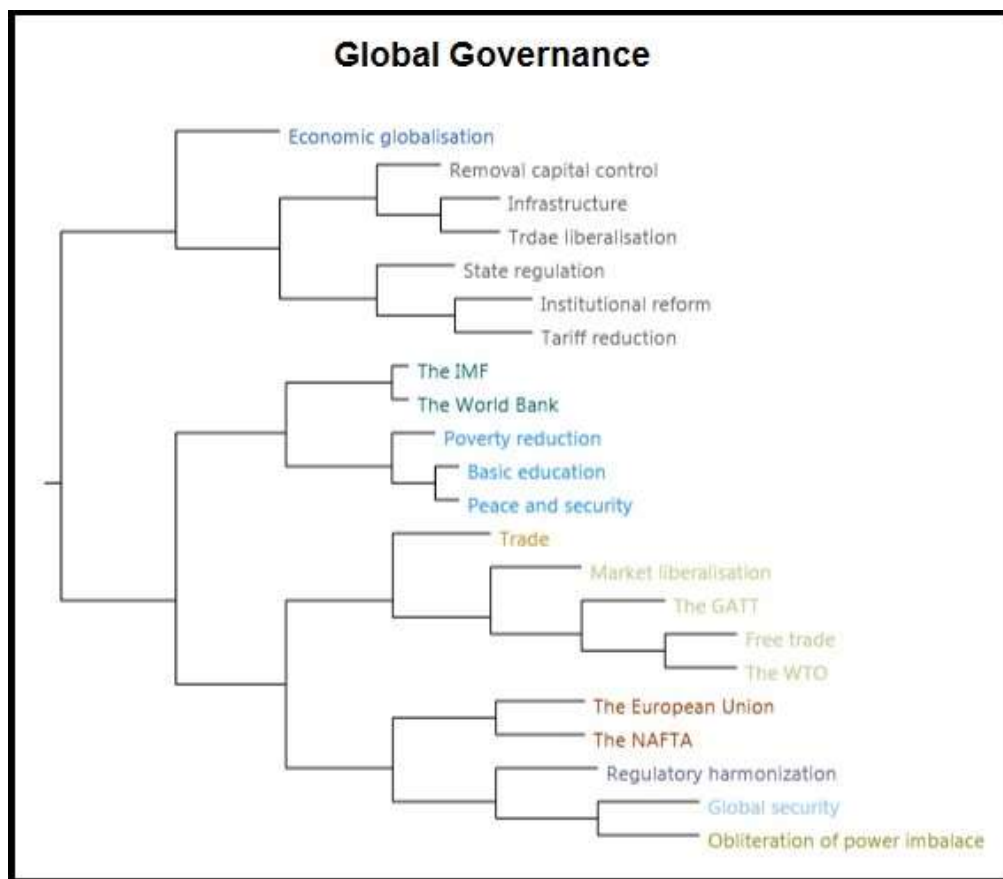 Global Governance
Economic globalisation
Removal capital control
Infrastructure
Trdae liberalisation
State regulation
Institutional reform
Tariff reduction
The IMF
The World Bank
Poverty reduction
Basic education
Peace and security
Trade
Market liberalisation
The GATT
Free trade
The WTO
The European Union
The NAFTA
Regulatory harmonization
Global security
Obliteration of power imbalace